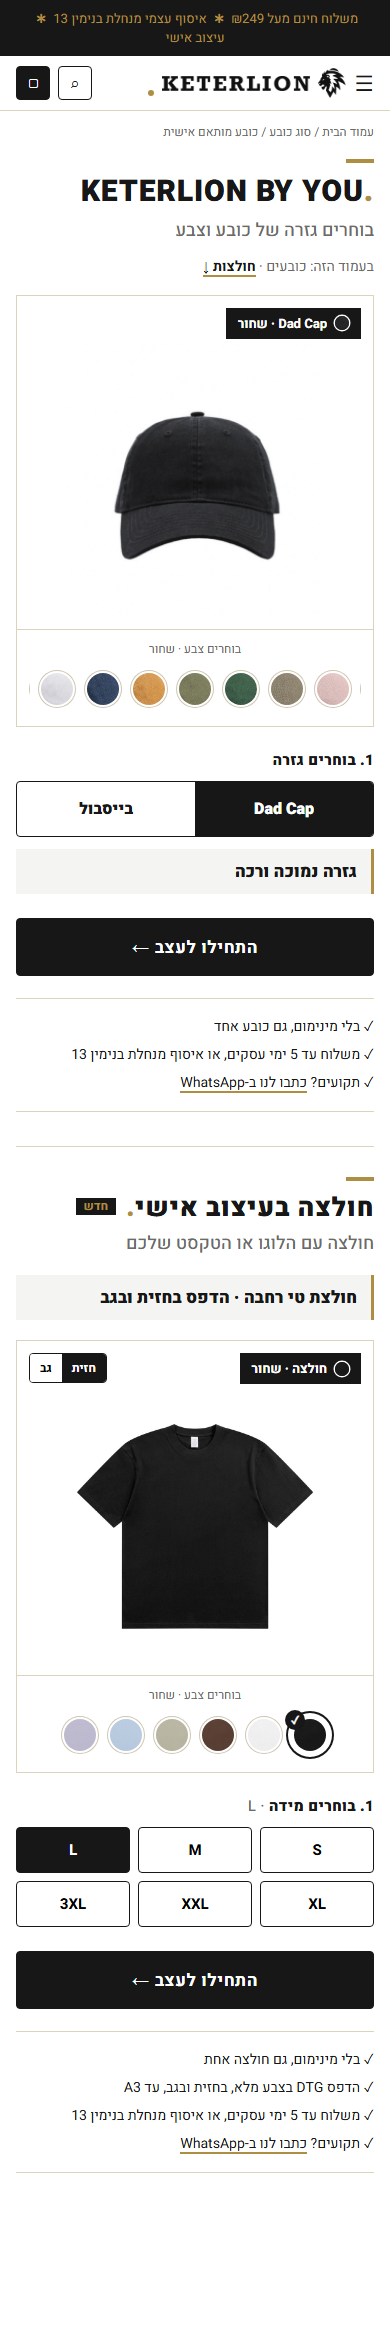 משלוח חינם מעל ₪249 ∗ איסוף עצמי מנחלת בנימין 13 ∗
עיצוב אישי
☰ KETERLION
עמוד הבית / סוג כובע / כובע מותאם אישית
KETERLION BY YOU.
בוחרים גזרה של כובע וצבע
בעמוד הזה: כובעים · חולצות ↓
Dad Cap · שחור
בוחרים צבע · שחור
1. בוחרים גזרה
Dad Cap
בייסבול
גזרה נמוכה ורכה
התחילו לעצב ←
✓ בלי מינימום, גם כובע אחד
✓ משלוח עד 5 ימי עסקים, או איסוף מנחלת בנימין 13
✓ תקועים? כתבו לנו ב-WhatsApp
חולצה בעיצוב אישי. חדש
חולצה עם הלוגו או הטקסט שלכם
חולצת טי רחבה · הדפס בחזית ובגב
חולצה · שחור
חזית
גב
בוחרים צבע · שחור
1. בוחרים מידה · L
S
M
L
XL
XXL
3XL
התחילו לעצב ←
✓ בלי מינימום, גם חולצה אחת
✓ הדפס DTG בצבע מלא, בחזית ובגב, עד A3
✓ משלוח עד 5 ימי עסקים, או איסוף מנחלת בנימין 13
✓ תקועים? כתבו לנו ב-WhatsApp